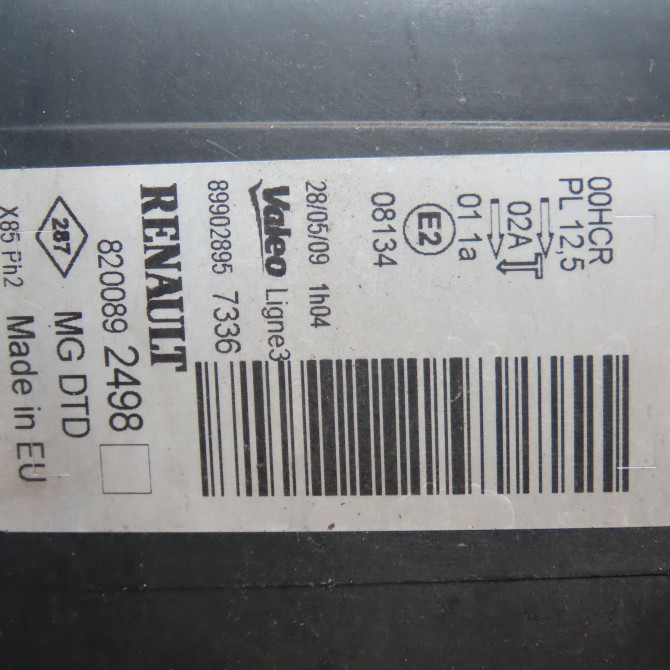 00HCR
PL 12,5
02A
01 1a
E2
08134
28/05/09 1h04
Valeo Ligne3
89902895 7336
RENAULT
820089 2498
287 MG DTD
X85 Ph2 Made in EU